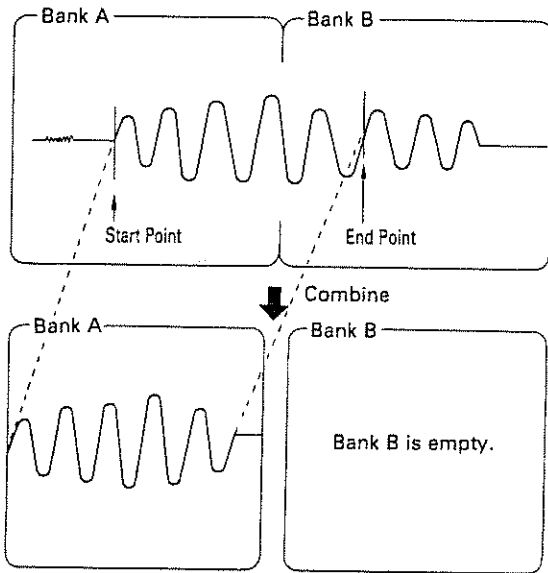 Bank A
Bank B
Start Point
End Point
Combine
Bank A
Bank B
Bank B is empty.